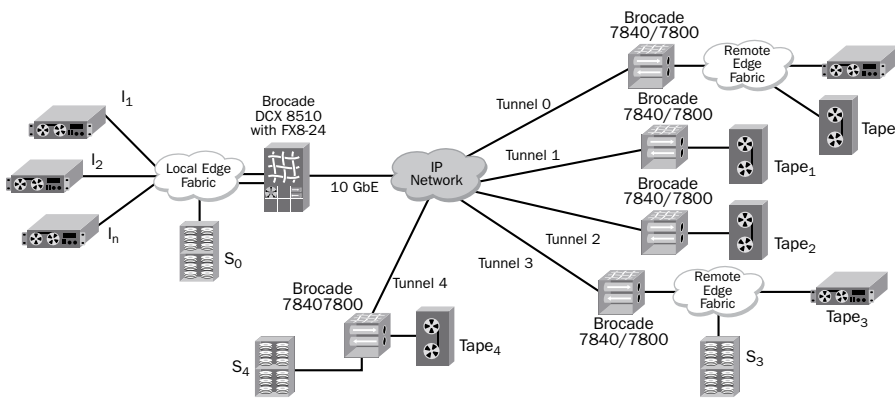 Brocade
7840/7800
Remote
Edge
Fabric
Tape
I1
I2
In
Local Edge
Fabric
S0
Brocade
DCX 8510
with FX8-24
10 GbE
IP
Network
Tunnel 0
Tunnel 1
Tunnel 2
Tunnel 3
Tunnel 4
Brocade
7840/7800
Tape1
Brocade
7840/7800
Tape2
Brocade
7840/7800
Remote
Edge
Fabric
Tape3
S3
Brocade
78407800
Tape4
S4